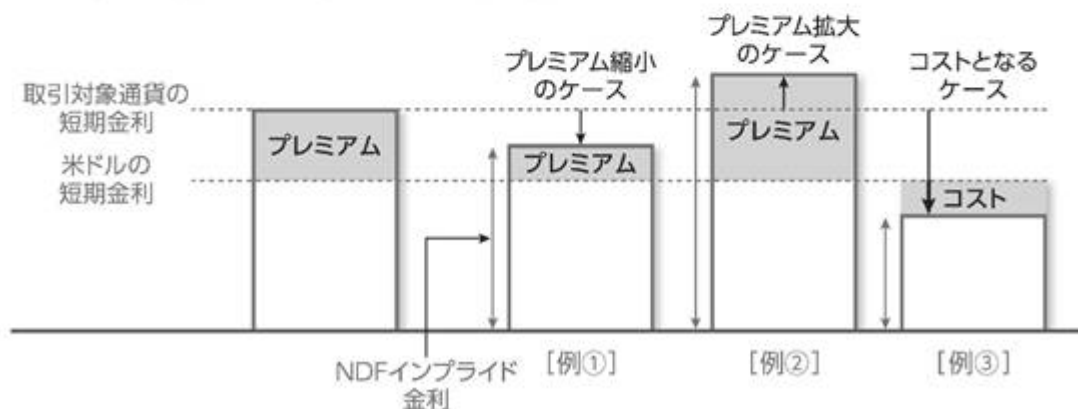 プレミアム縮小
のケース
プレミアム拡大
のケース
コストとなる
ケース
取引対象通貨の
短期金利
米ドルの
短期金利
プレミアム
プレミアム
プレミアム
コスト
NDFインプライド
金利
[例①]
[例②]
[例③]